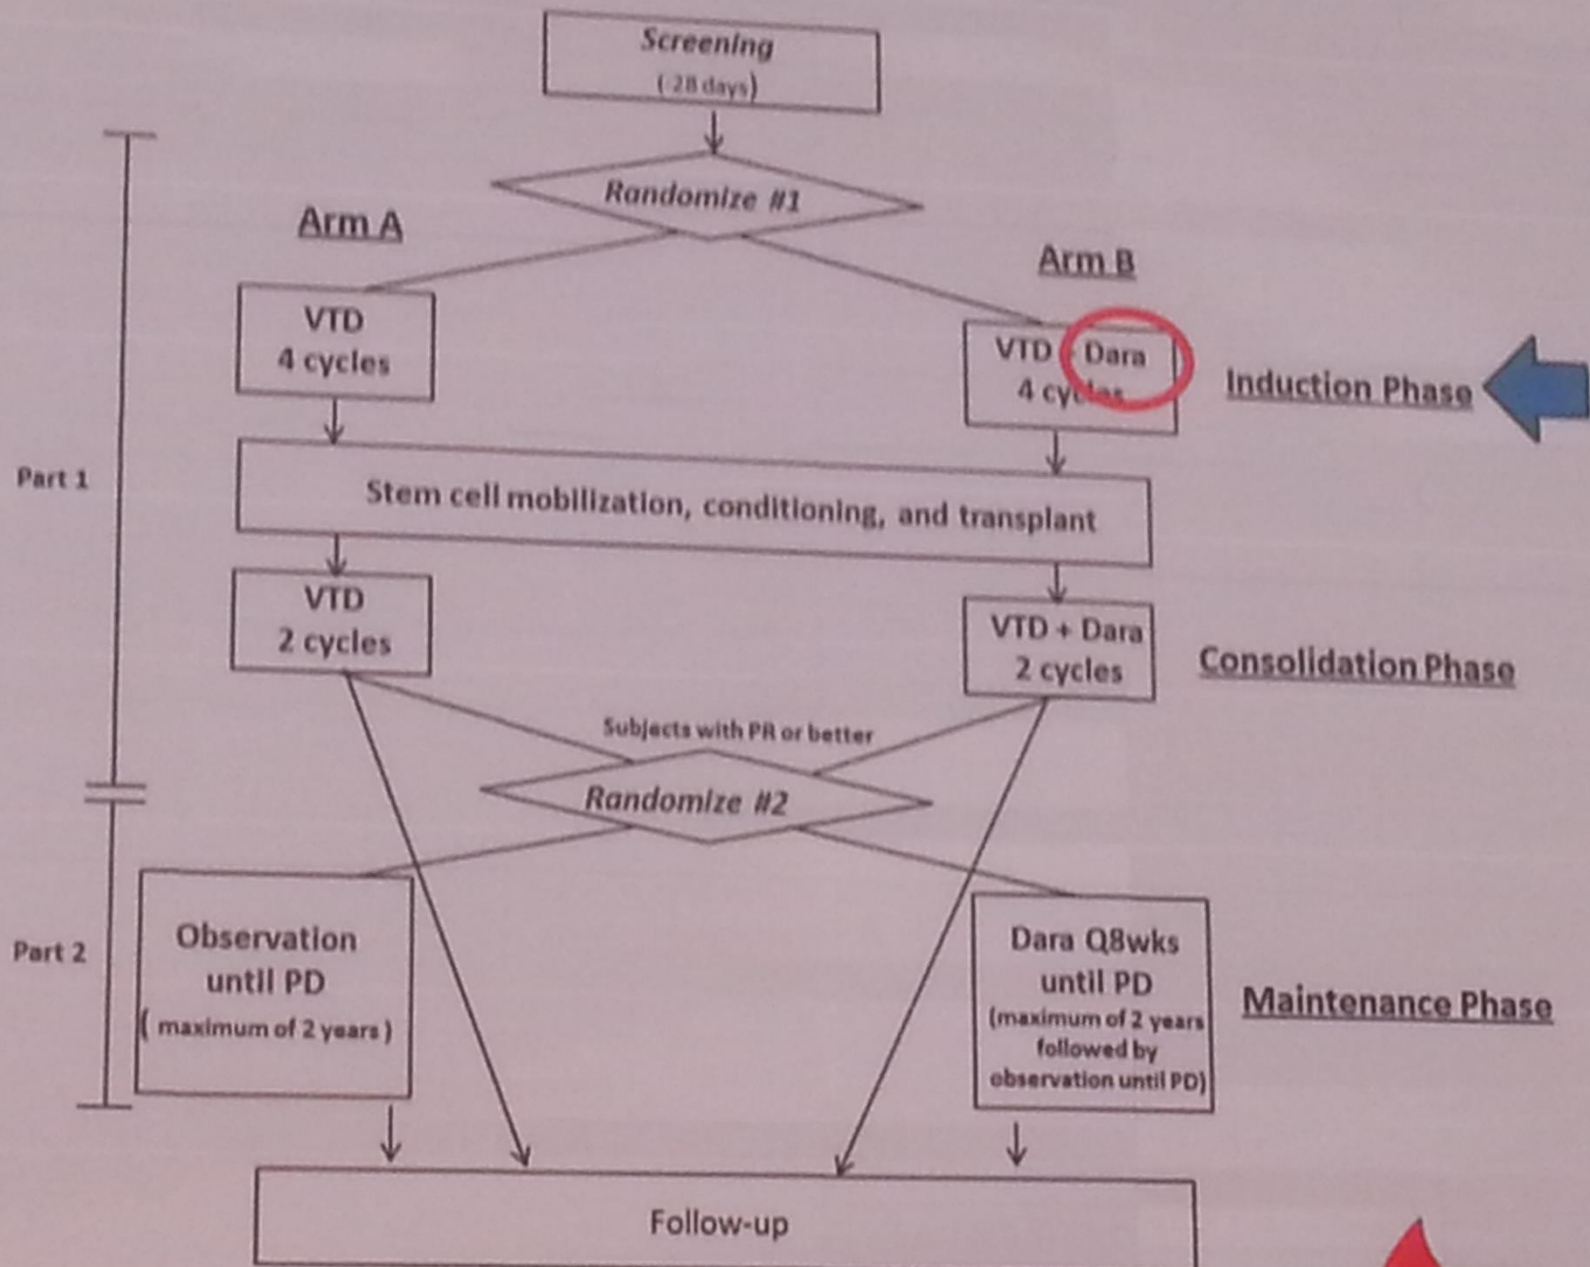 Screening
(-28 days)
Randomize #1
Arm A
Arm B
VTD
4 cycles
VTD + Dara
4 cycles
Induction Phase
Part 1
Stem cell mobilization, conditioning, and transplant
VTD
2 cycles
VTD + Dara
2 cycles
Consolidation Phase
Subjects with PR or better
Randomize #2
Part 2
Observation
until PD
( maximum of 2 years )
Dara Q8wks
until PD
(maximum of 2 years
followed by
observation until PD)
Maintenance Phase
Follow-up